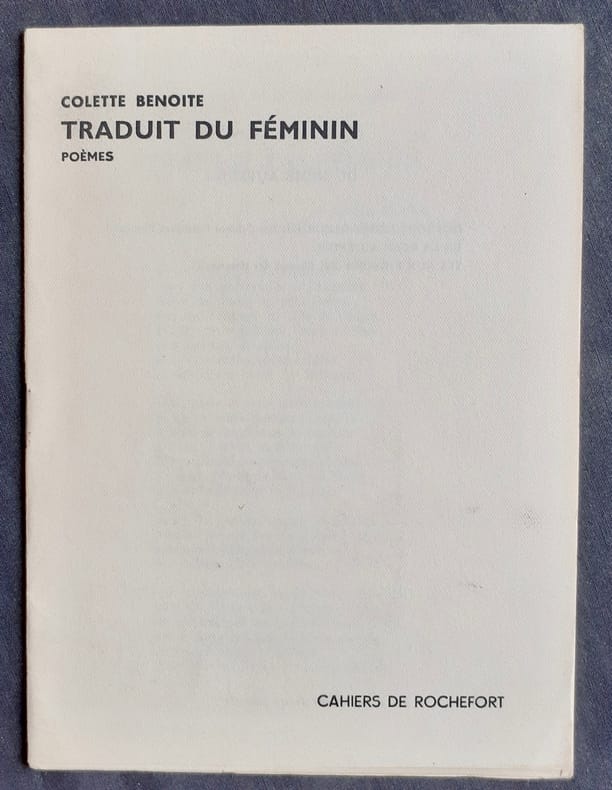 COLETTE BENOITE
TRADUIT DU FÉMININ
POÈMES
CAHIERS DE ROCHEFORT